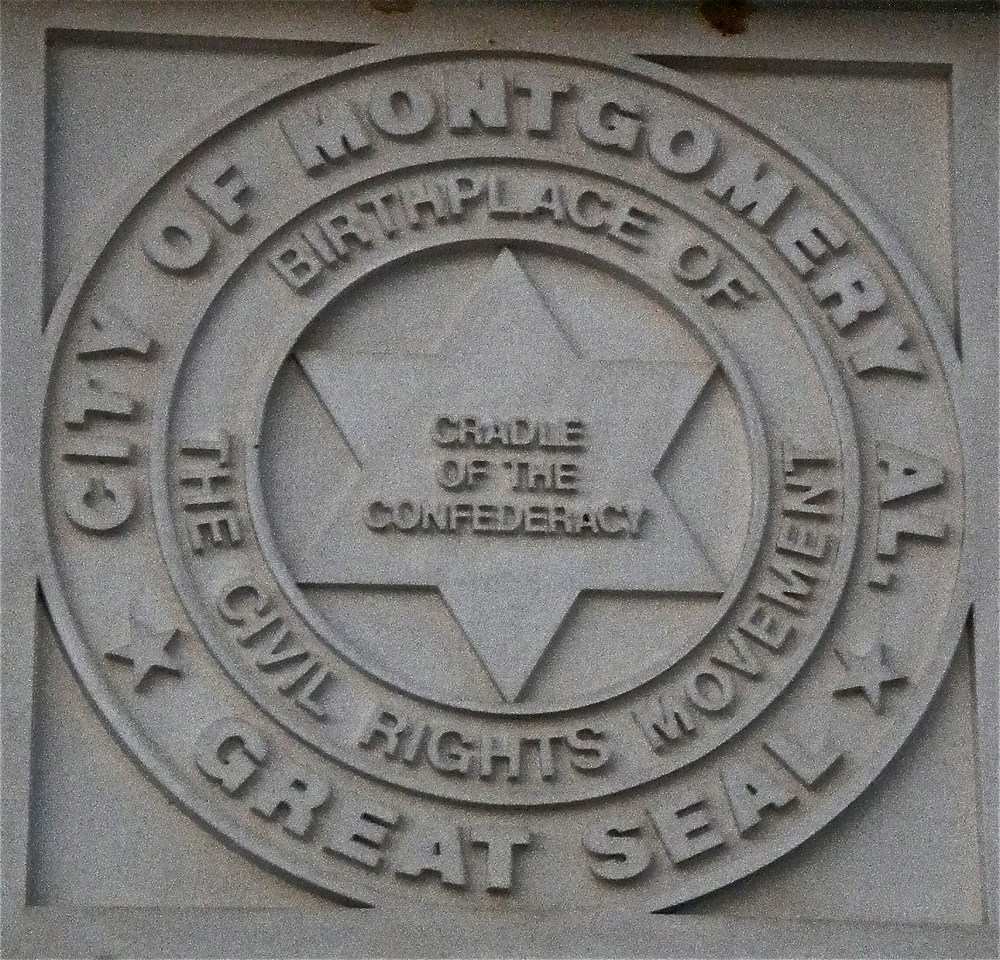 CITY OF MONTGOMERY AL.,
GREAT SEAL
BIRTHPLACE OF
THE CIVIL RIGHTS MOVEMENT
CRADLE
OF THE
CONFEDERACY